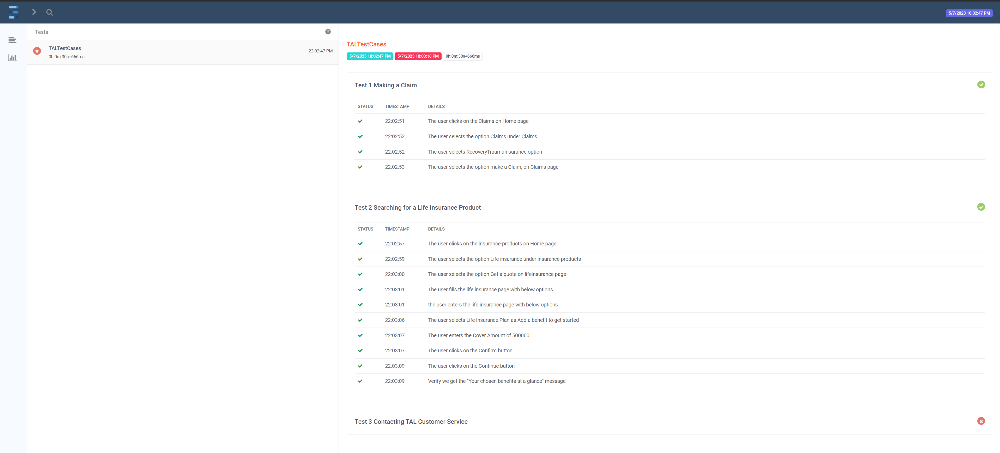 5/7/2023 10:02:47 PM
Tests
TALTestCases
0h:0m:30s+666ms
22:02:47 PM
TALTestCases
5/7/2023 10:02:47 PM 5/7/2023 10:03:18 PM 0h:0m:30s+666ms
Test 1 Making a Claim
STATUS TIMESTAMP DETAILS
22:02:51 The user clicks on the Claims on Home page
22:02:52 The user selects the option Claims under Claims
22:02:52 The user selects RecoveryTraumaInsurance option
22:02:53 The user selects the option make a Claim, on Claims page
Test 2 Searching for a Life Insurance Product
STATUS TIMESTAMP DETAILS
22:02:57 The user clicks on the insurance-products on Home page
22:02:59 The user selects the option Life insurance under insurance-products
22:03:00 The user selects the option Get a quote on lifeinsurance page
22:03:01 The user fills the life insurance page with below options
22:03:01 the user enters the life insurance page with below options
22:03:06 The user selects Life Insurance Plan as Add a benefit to get started
22:03:07 The user enters the Cover Amount of 500000
22:03:07 The user clicks on the Confirm button
22:03:09 The user clicks on the Continue button
22:03:09 Verify we get the "Your chosen benefits at a glance" message
Test 3 Contacting TAL Customer Service